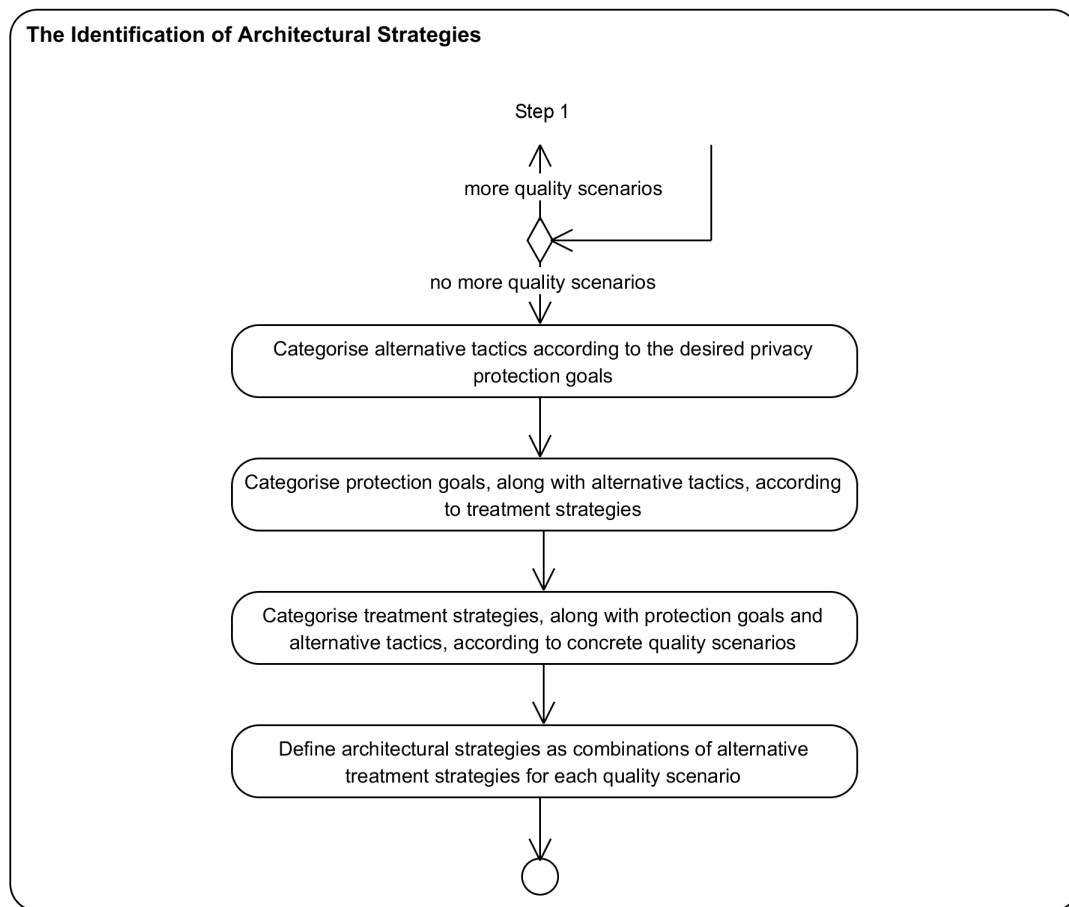 The Identification of Architectural Strategies
Step 1
more quality scenarios
no more quality scenarios
Categorise alternative tactics according to the desired privacy
protection goals
Categorise protection goals, along with alternative tactics, according
to treatment strategies
Categorise treatment strategies, along with protection goals and
alternative tactics, according to concrete quality scenarios
Define architectural strategies as combinations of alternative
treatment strategies for each quality scenario